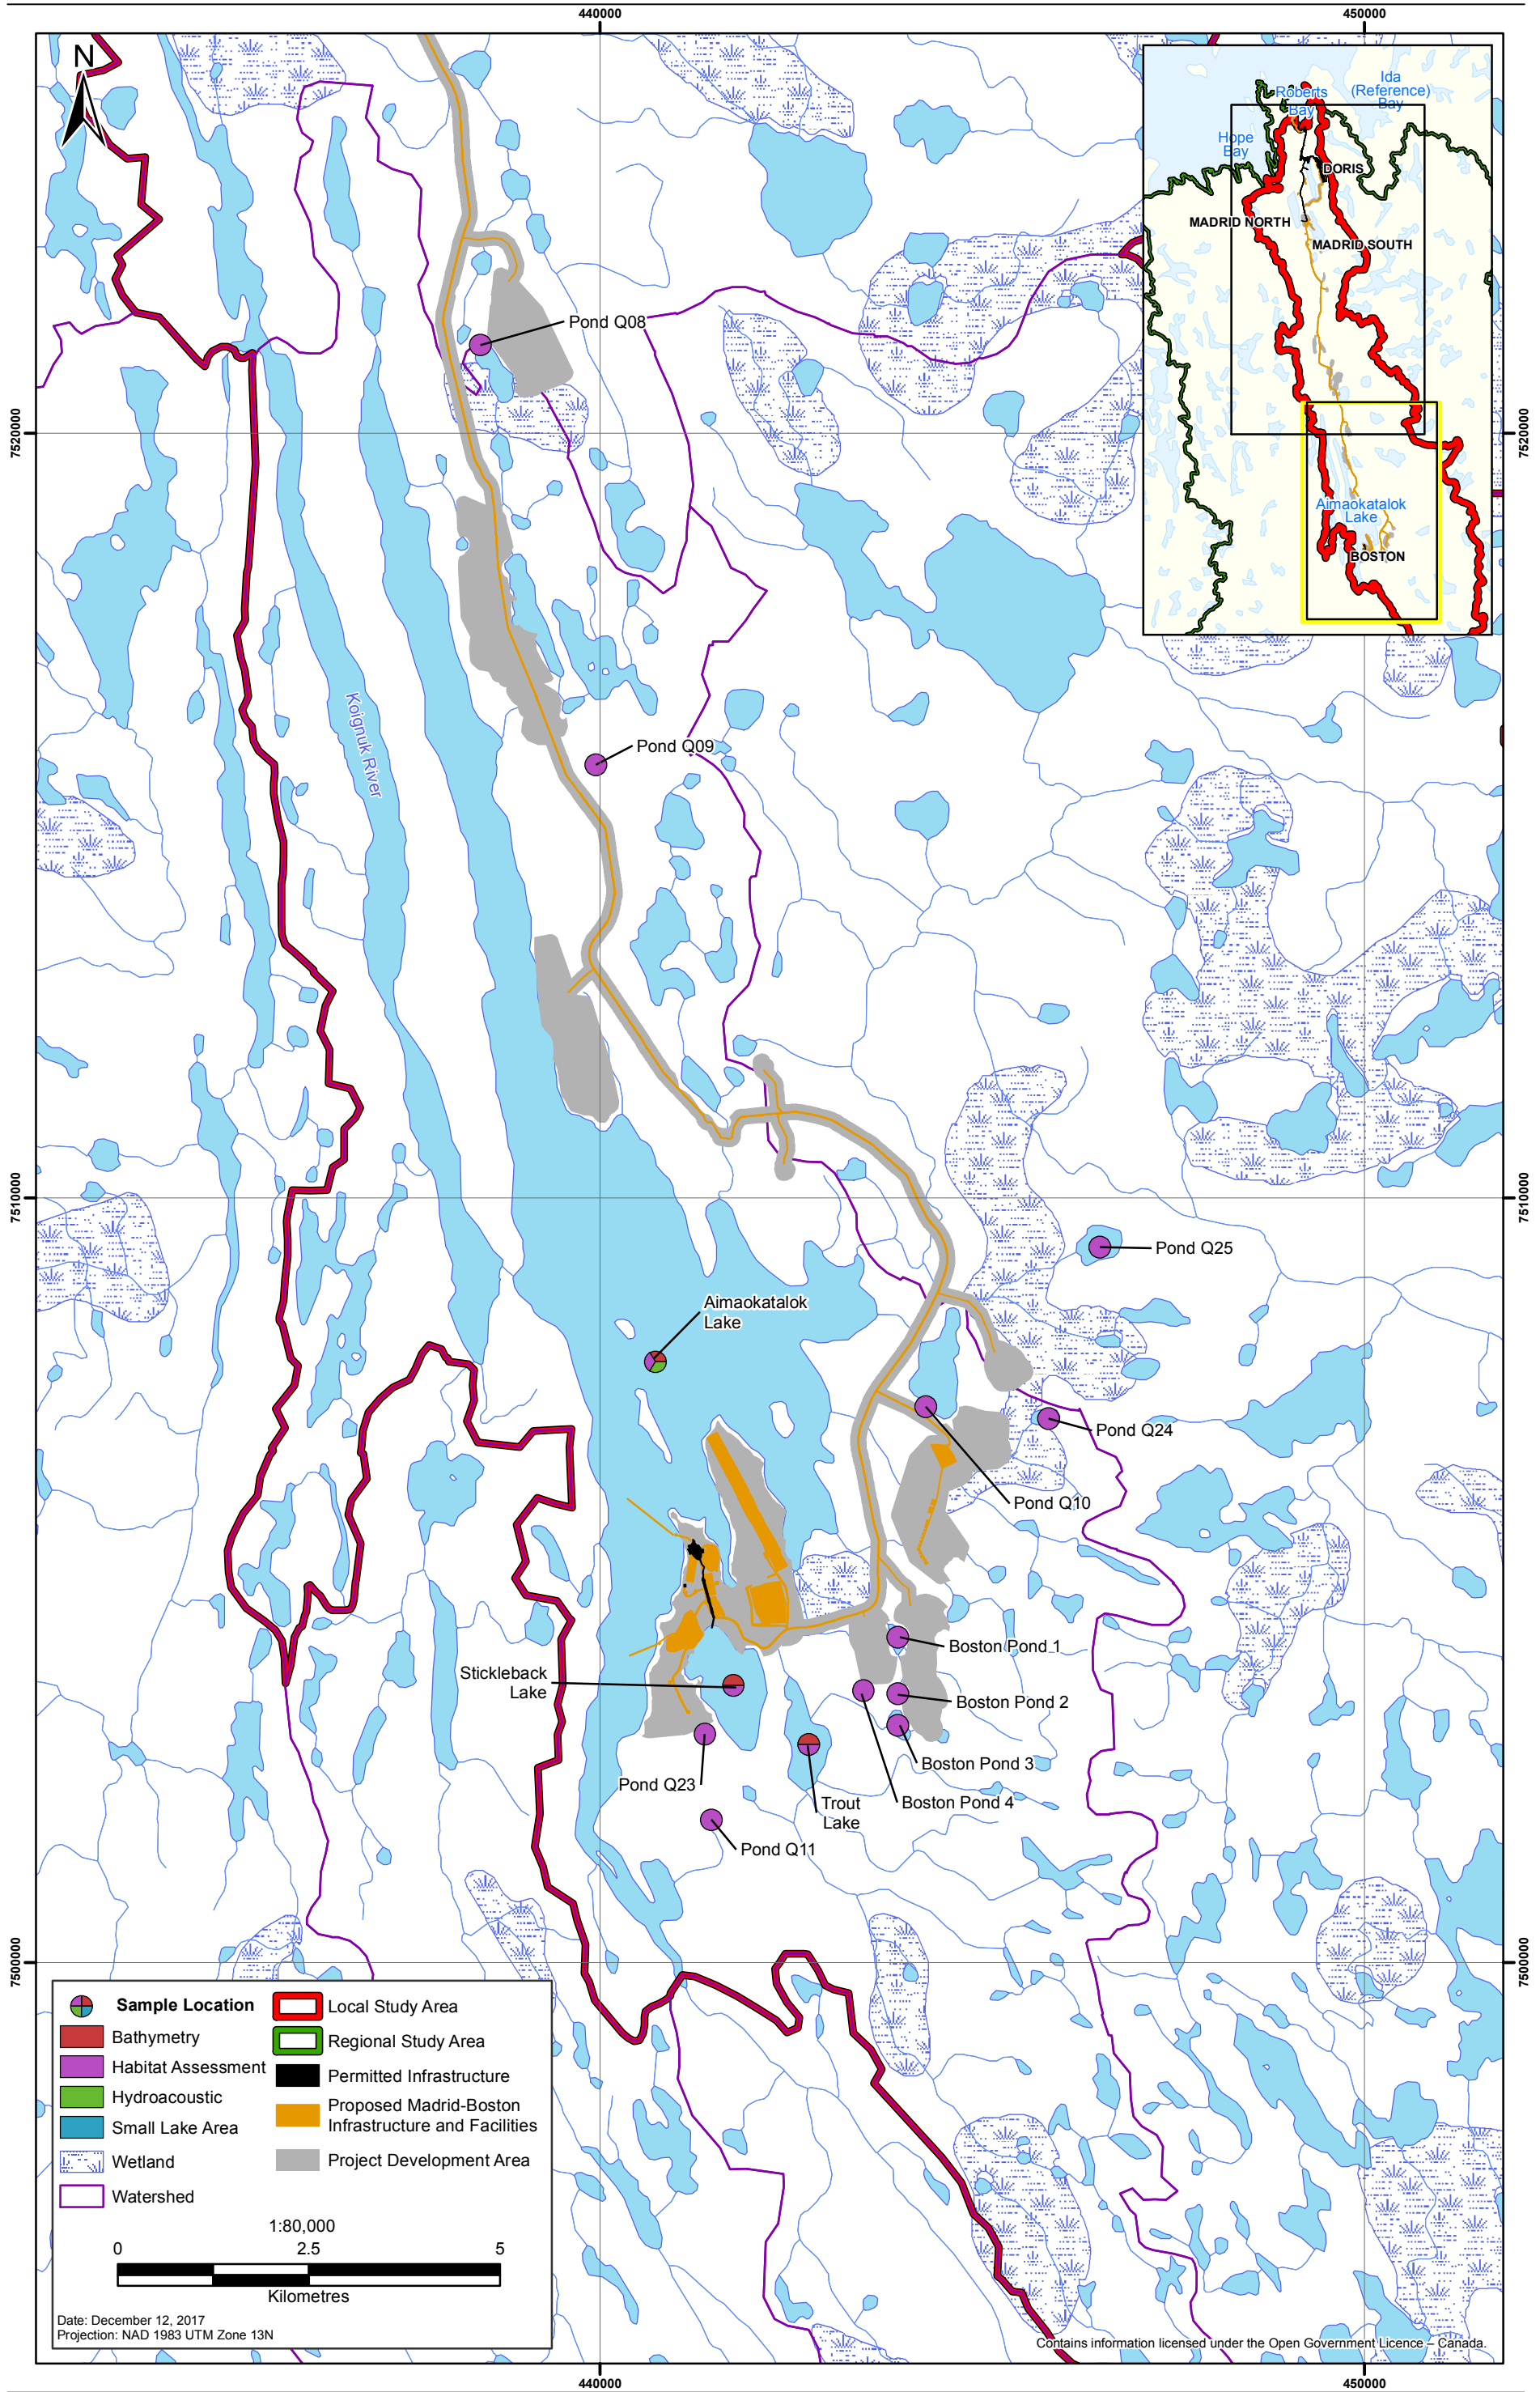 440000
450000
N
Roberts
Bay
Ida
(Reference)
Bay
Hope
Bay
DORIS
MADRID NORTH
MADRID SOUTH
Aimaokatalok
Lake
BOSTON
Pond Q08
7520000
7520000
Koignuk River
Pond Q09
7510000
7510000
Pond Q25
Aimaokatalok
Lake
Pond Q24
Pond Q10
Boston Pond 1
Stickleback
Lake
Boston Pond 2
Boston Pond 3
Pond Q23
Boston Pond 4
Trout
Lake
Pond Q11
7500000
7500000
Sample Location
Bathymetry
Habitat Assessment
Hydroacoustic
Small Lake Area
Wetland
Watershed
Local Study Area
Regional Study Area
Permitted Infrastructure
Proposed Madrid-Boston
Infrastructure and Facilities
Project Development Area
1:80,000
0 2.5 5
Kilometres
Date: December 12, 2017
Projection: NAD 1983 UTM Zone 13N
Contains information licensed under the Open Government Licence – Canada.
440000
450000